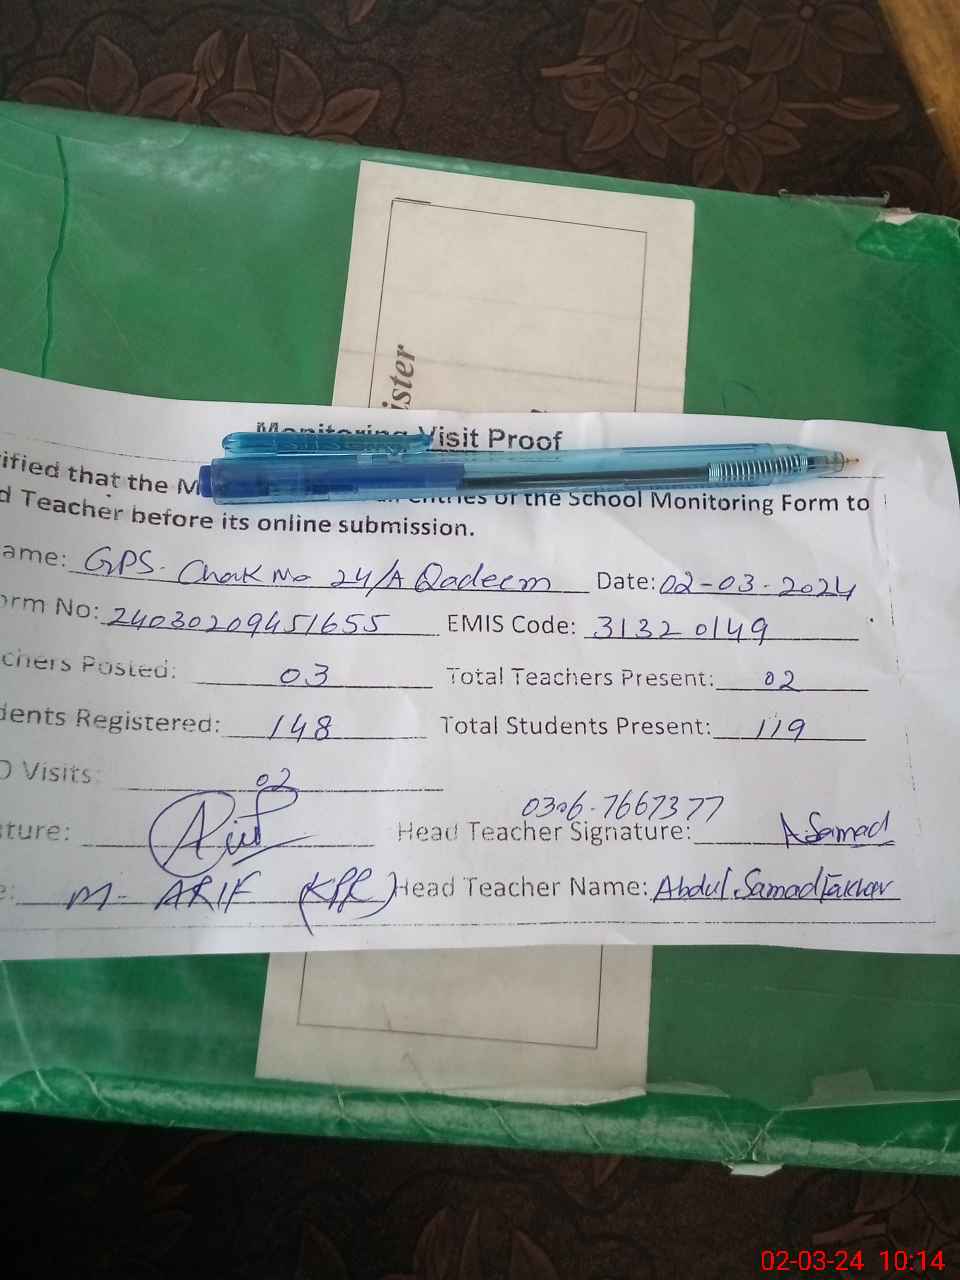 ister
Monitoring Visit Proof
ified that the M entries of the School Monitoring Form to
d Teacher before its online submission.
ame: GPS. Chak No 24/A Qadeem Date: 02-03-2024
orm No: 24030209451655 EMIS Code: 31320149
chers Posted: 03 Total Teachers Present: 02
dents Registered: 148 Total Students Present: 119
O Visits: 02
0306-7667377
ture: Head Teacher Signature: A.Samad
e: M- ARIF Head Teacher Name: Abdul Samad
02-03-24 10:14